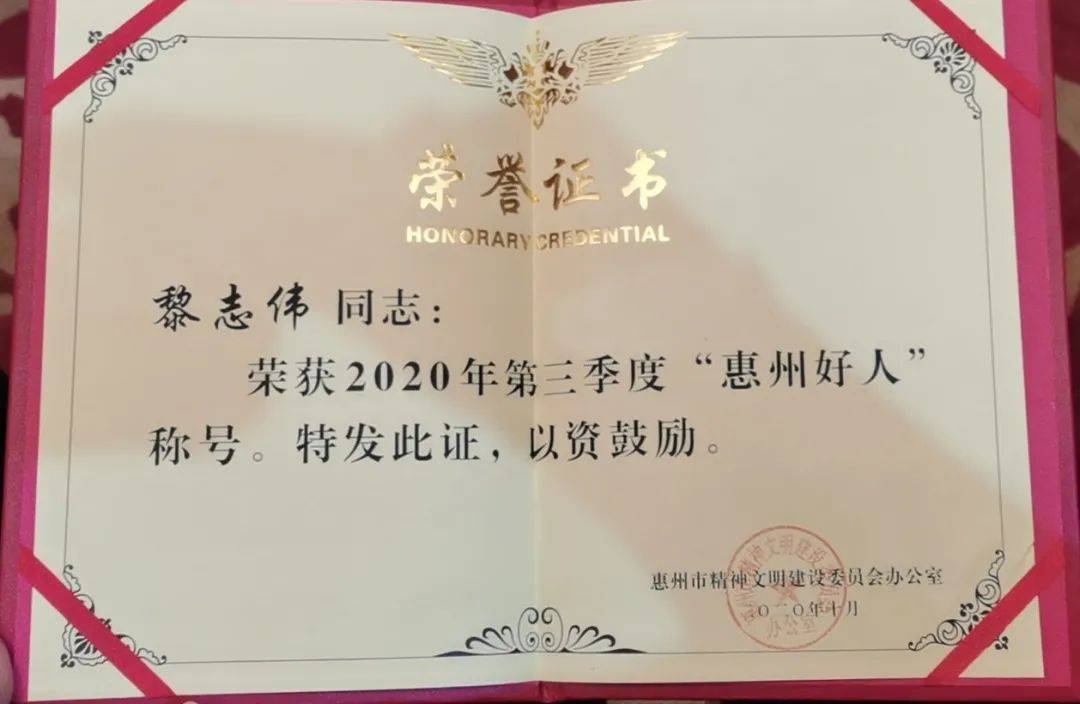 荣誉证书
HONORARY CREDENTIAL
黎志伟 同志：
荣获2020年第三季度“惠州好人”
称号。特发此证，以资鼓励。
惠州市精神文明建设委员会办公室
二〇二〇年十月
办公室